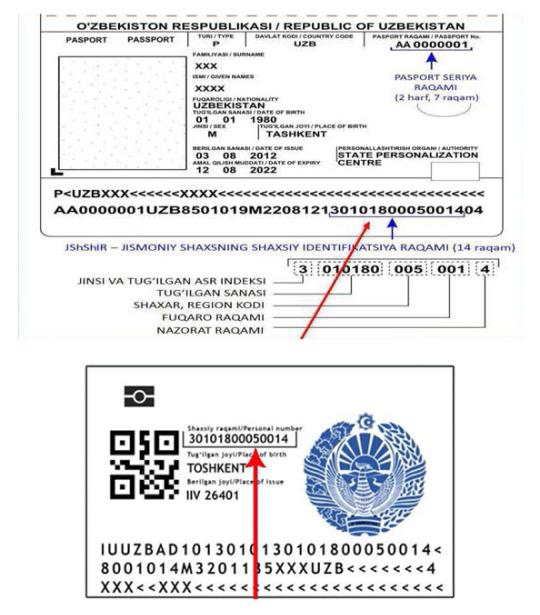 O'ZBEKISTON RESPUBLIKASI / REPUBLIC OF UZBEKISTAN
PASPORT PASSPORT
TURI / TYPE
P
DAVLAT KODI / COUNTRY CODE
UZB
PASPORT RAQAMI / PASSPORT No.
AA 0000001
FAMILIYASI / SURNAME
XXX
ISMI / GIVEN NAMES
XXXX
FUQAROLIGI / NATIONALITY
UZBEKISTAN
TUG'ILGAN SANASI / DATE OF BIRTH
01 01 1980
JINSI / SEX
M
TUG'ILGAN JOYI / PLACE OF BIRTH
TASHKENT
BERILGAN SANASI / DATE OF ISSUE
03 08 2012
AMAL QILISH MUDDATI / DATE OF EXPIRY
12 08 2022
PERSONALLASHTIRISH ORGANI / AUTHORITY
STATE PERSONALIZATION
CENTRE
PASPORT SERIYA
RAQAMI
(2 harf, 7 raqam)
P<UZBXXX<<<<<<XXXX<<<<<<<<<<<<<<<<<<<<<<<<<<
AA0000001UZB8501019M22081213010180005001404
JShShIR – JISMONIY SHAXSNING SHAXSIY IDENTIFIKATSIYA RAQAMI (14 raqam)
3 010180 005 001 4
JINSI VA TUG'ILGAN ASR INDEKSI
TUG'ILGAN SANASI
SHAXAR, REGION KODI
FUQARO RAQAMI
NAZORAT RAQAMI
Shaxsiy raqami/Personal number
30101800050014
Tug'ilgan joyi/Place of birth
TOSHKENT
Berilgan joyi/Place of issue
IIV 26401
IUUZBAD1013010130101800050014<
8001014M3201135XXXUZB<<<<<<<4
XXX<<XXX<<<<<<<<<<<<<<<<<<<<<<